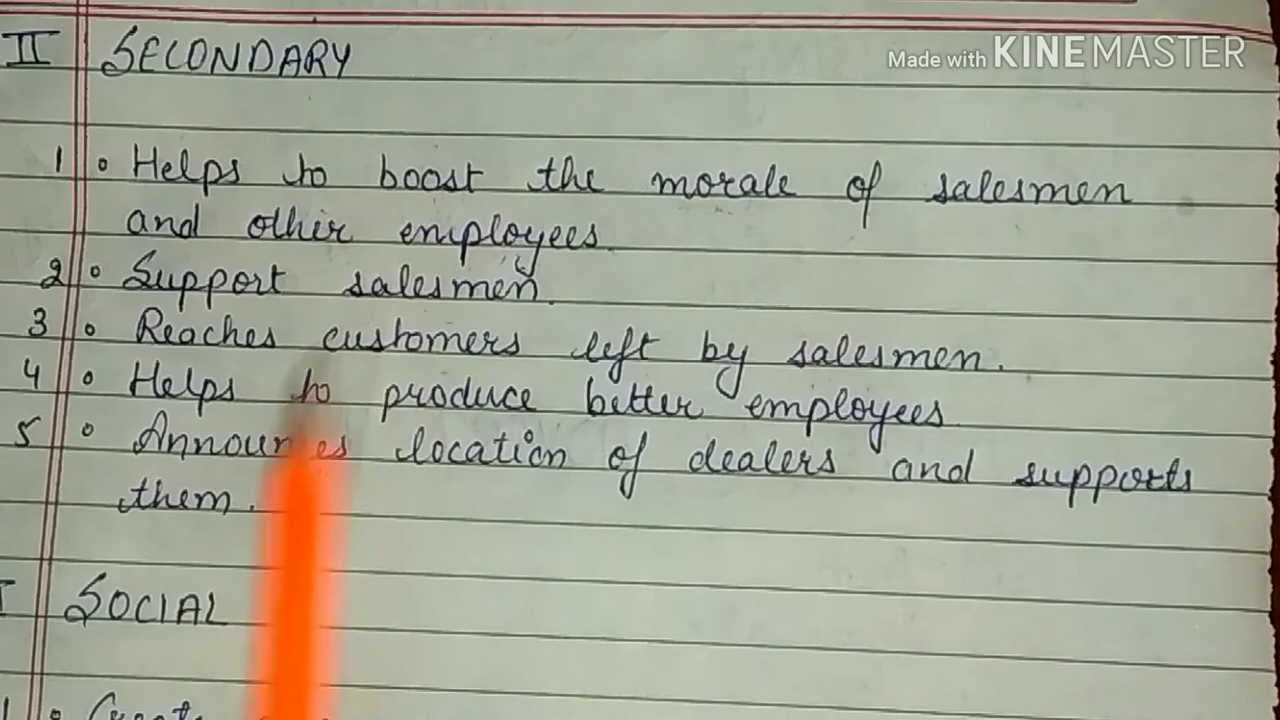 II SECONDARY
Made with KINEMASTER
1. Helps to boost the morale of salesmen
and other employees.
2. Support salesmen.
3. Reaches customers left by salesmen.
4. Helps to produce better employees.
5. location of dealers and supports
them.
SOCIAL